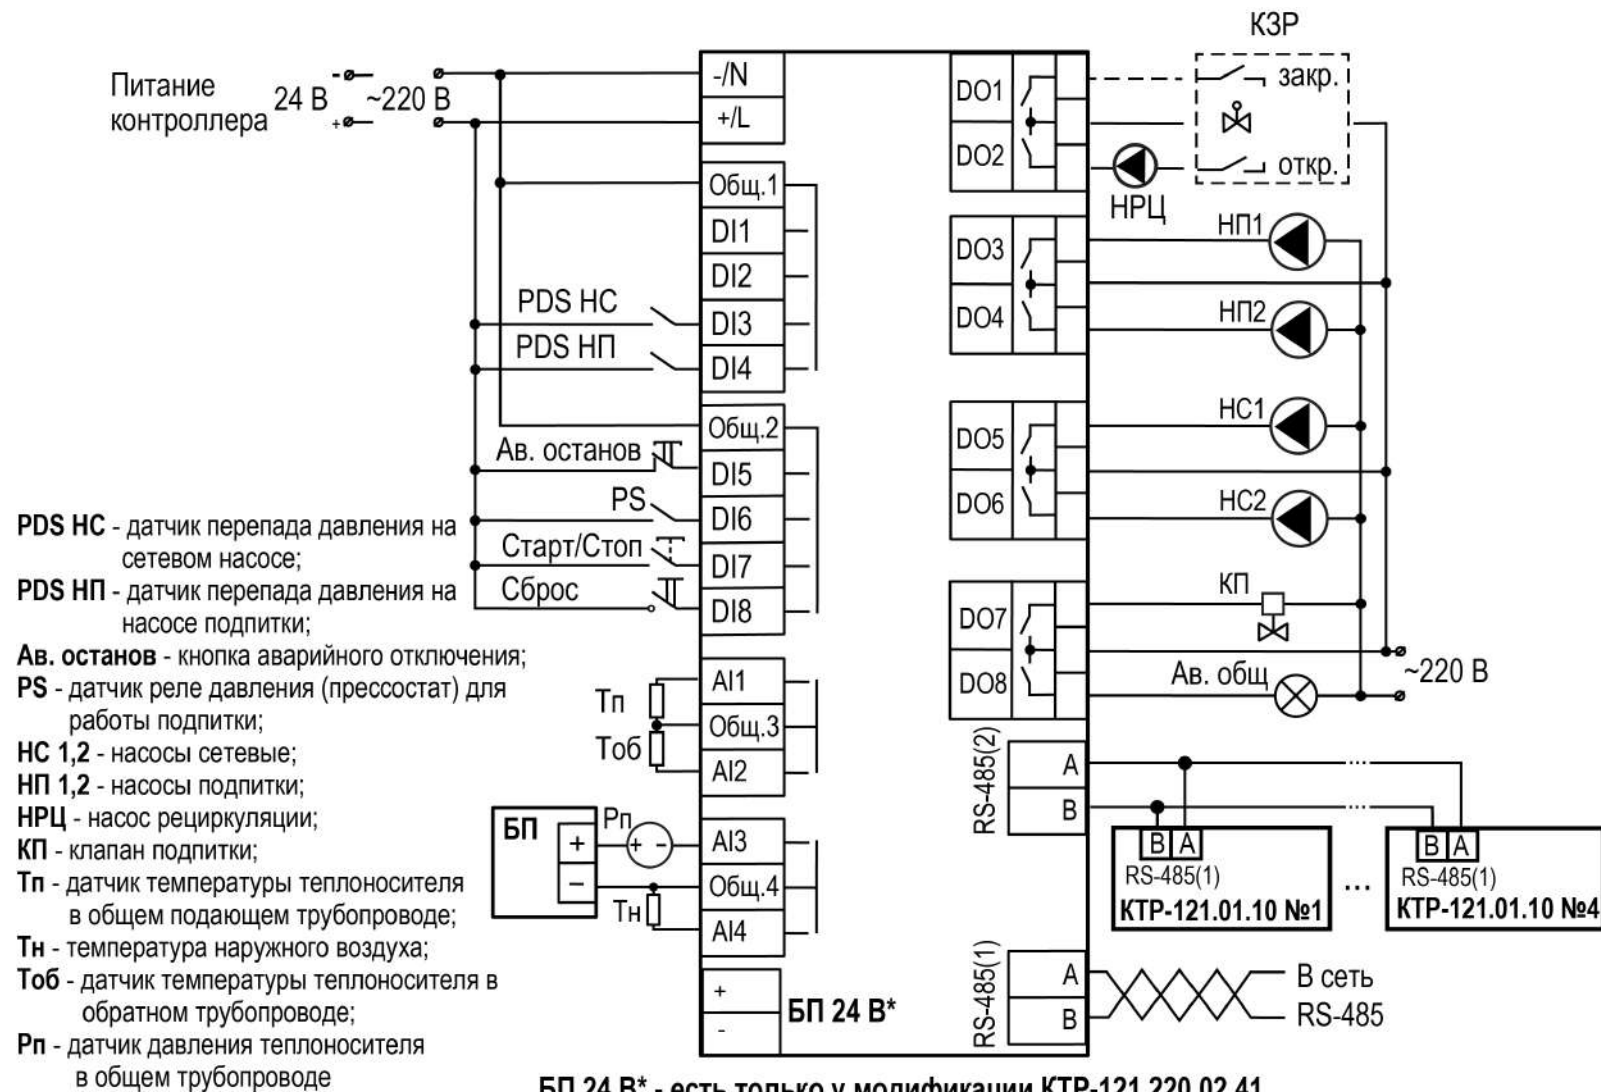 КЗР
Питание
контроллера
24 В
-
+
~220 В
-/N
+/L
Общ.1
DI1
DI2
PDS НС
DI3
PDS НП
DI4
Общ.2
Ав. останов
DI5
PS
DI6
Старт/Стоп
DI7
Сброс
DI8
Тп
AI1
Общ.3
Тоб
AI2
БП
+
−
Рп
+ -
AI3
Общ.4
Тн
AI4
+
-
БП 24 В*
DO1
DO2
закр.
откр.
НРЦ
DO3
DO4
НП1
НП2
DO5
DO6
НС1
НС2
DO7
DO8
КП
Ав. общ
~220 В
RS-485(2)
A
B
B A
RS-485(1)
КТР-121.01.10 №1
...
...
...
B A
RS-485(1)
КТР-121.01.10 №4
RS-485(1)
A
B
В сеть
RS-485
PDS НС - датчик перепада давления на
сетевом насосе;
PDS НП - датчик перепада давления на
насосе подпитки;
Ав. останов - кнопка аварийного отключения;
PS - датчик реле давления (прессостат) для
работы подпитки;
НС 1,2 - насосы сетевые;
НП 1,2 - насосы подпитки;
НРЦ - насос рециркуляции;
КП - клапан подпитки;
Тп - датчик температуры теплоносителя
в общем подающем трубопроводе;
Тн - температура наружного воздуха;
Тоб - датчик температуры теплоносителя в
обратном трубопроводе;
Рп - датчик давления теплоносителя
в общем трубопроводе
БП 24 В* - есть только у модификации КТР-121.220.02.41